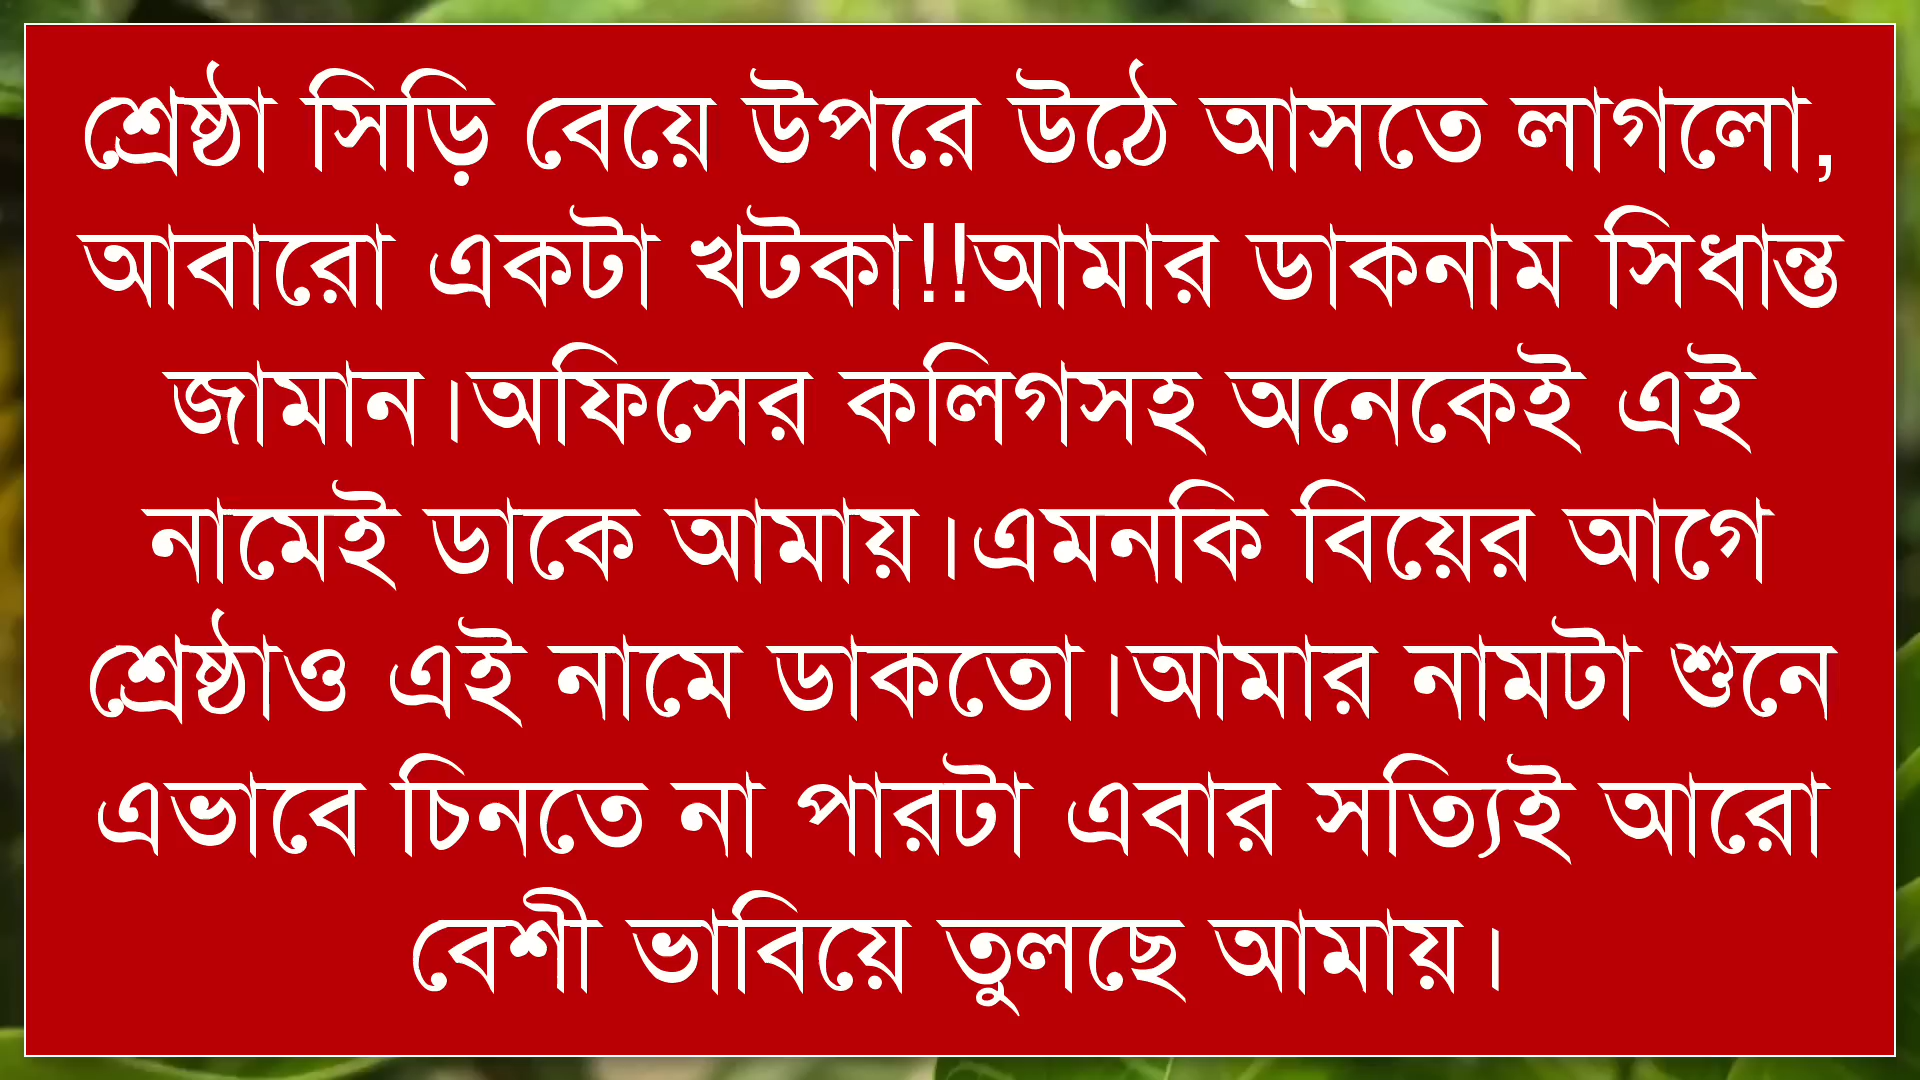 শ্রেষ্ঠা সিড়ি বেয়ে উপরে উঠে আসতে লাগলো,
আবারো একটা খটকা!!আমার ডাকনাম সিধান্ত
জামান।অফিসের কলিগসহ অনেকেই এই
নামেই ডাকে আমায়।এমনকি বিয়ের আগে
শ্রেষ্ঠাও এই নামে ডাকতো।আমার নামটা শুনে
এভাবে চিনতে না পারটা এবার সত্যিই আরো
বেশী ভাবিয়ে তুলছে আমায়।